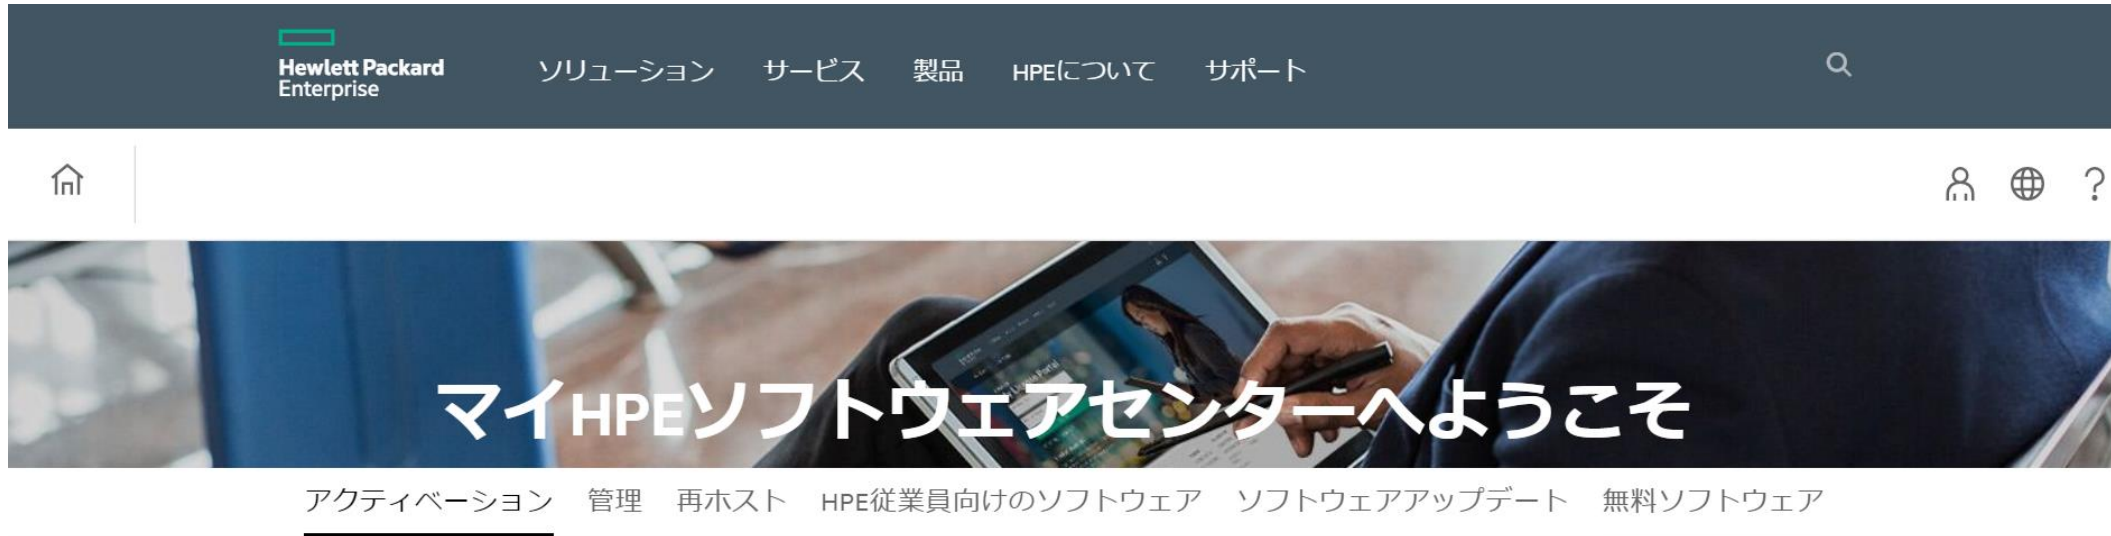 Hewlett Packard
Enterprise
ソリューション サービス 製品 HPEについて サポート
マイHPEソフトウェアセンターへようこそ
アクティベーション 管理 再ホスト HPE従業員向けのソフトウェア ソフトウェアアップデート 無料ソフトウェア